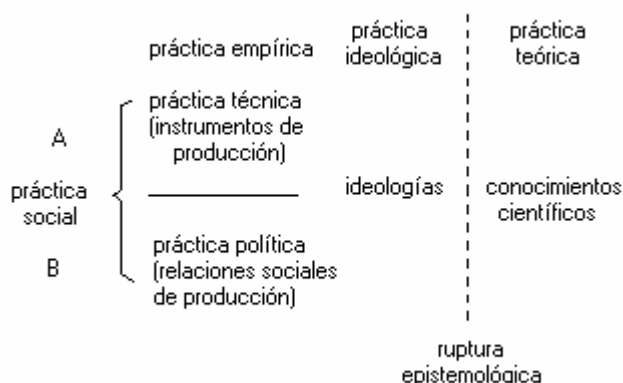 práctica empírica
práctica
ideológica
práctica
teórica
A
práctica
social
B
práctica técnica
(instrumentos de
producción)
práctica política
(relaciones sociales
de producción)
ideologías
conocimientos
científicos
ruptura
epistemológica